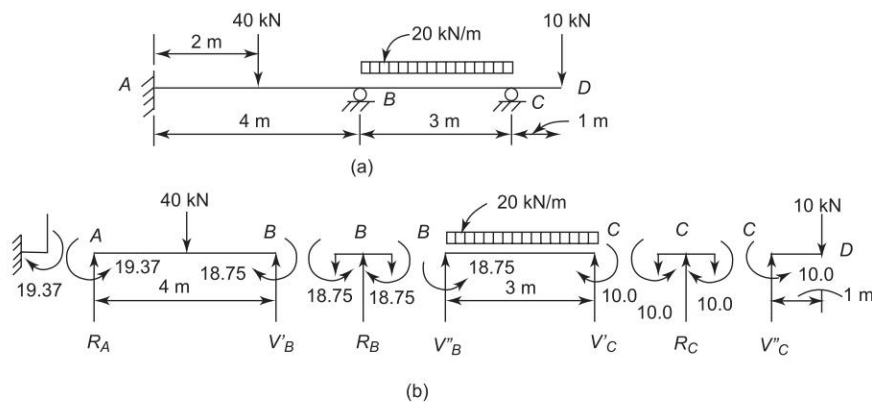 40 kN
10 kN
2 m
20 kN/m
A
B
C
D
4 m
3 m
1 m
(a)
40 kN
20 kN/m
10 kN
A
B
B
B
C
C
C
D
19.37
19.37
18.75
18.75
18.75
18.75
10.0
10.0
10.0
10.0
4 m
3 m
1 m
R_A
V'_B
R_B
V"_B
V'_C
R_C
V"_C
(b)